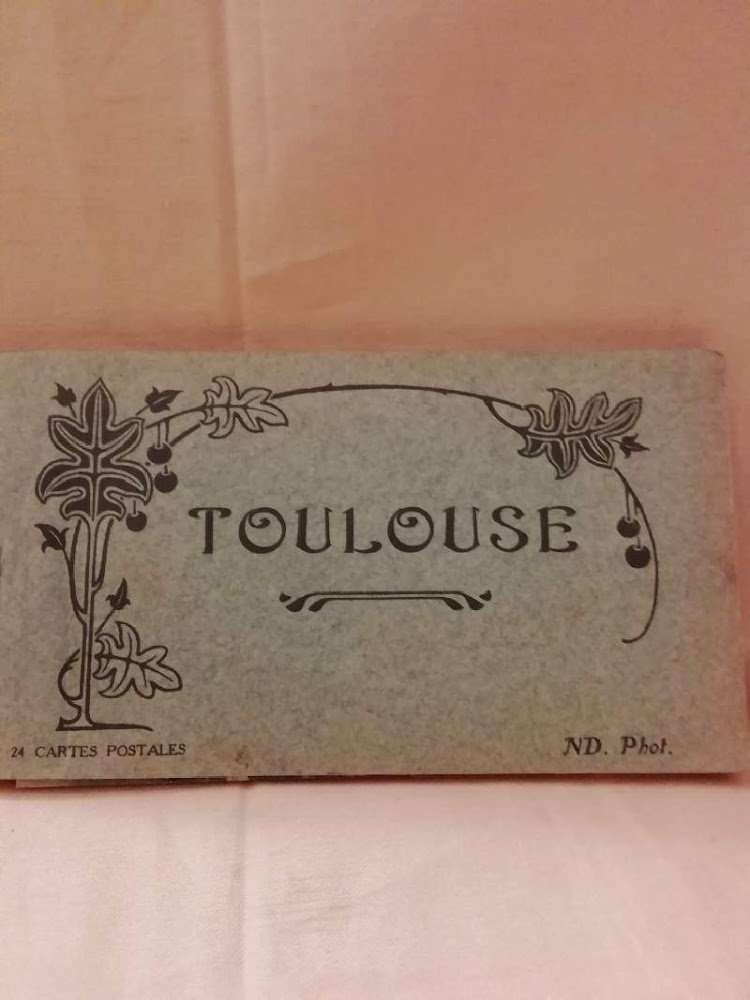 TOULOUSE
24 CARTES POSTALES
ND. Phot.